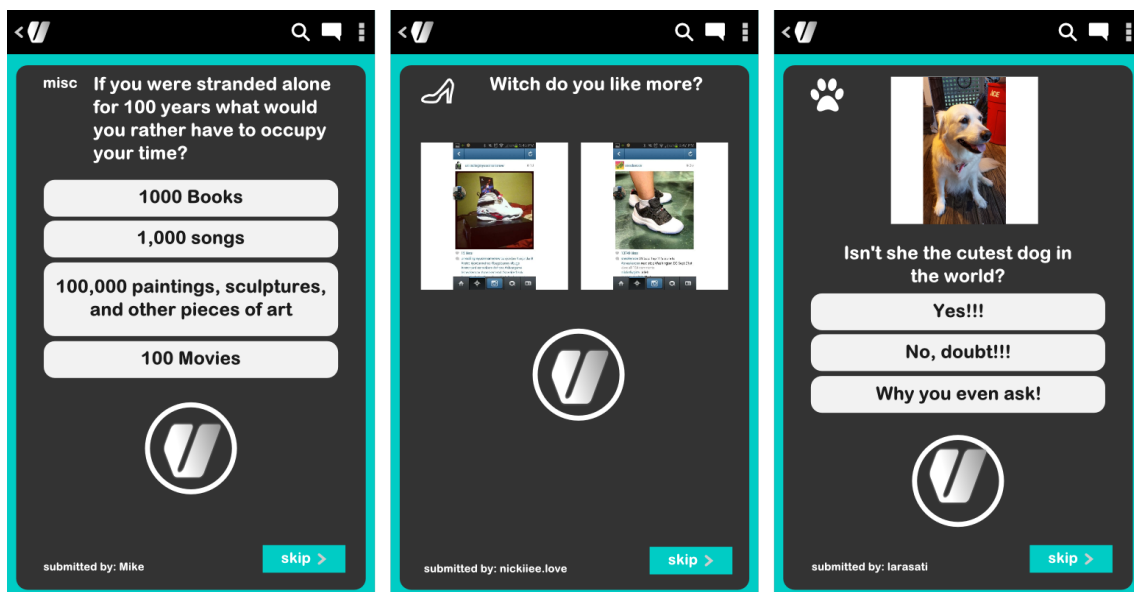 misc
If you were stranded alone
for 100 years what would
you rather have to occupy
your time?
1000 Books
1,000 songs
100,000 paintings, sculptures,
and other pieces of art
100 Movies
submitted by: Mike
skip >
Witch do you like more?
submitted by: nickiiee.love
skip >
ICE
Isn't she the cutest dog in
the world?
Yes!!!
No, doubt!!!
Why you even ask!
submitted by: larasati
skip >